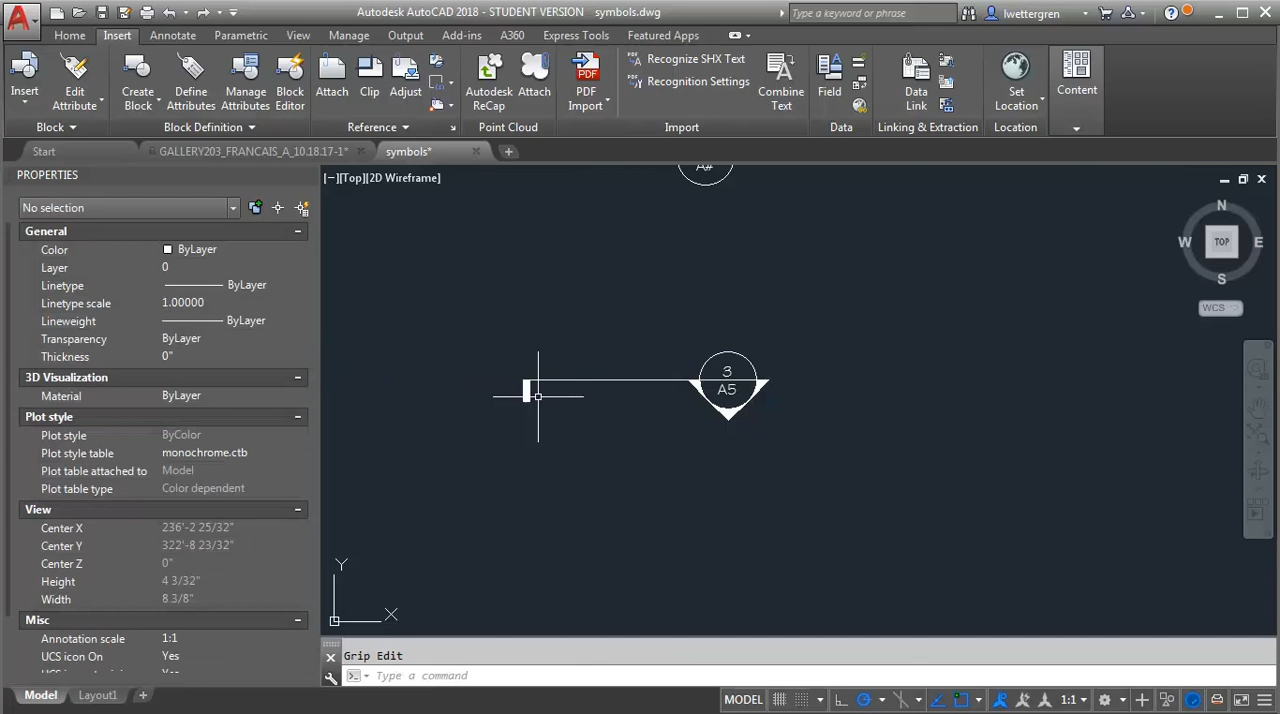 Autodesk AutoCAD 2018 - STUDENT VERSION symbols.dwg
Type a keyword or phrase
lwettergren
Home Insert Annotate Parametric View Manage Output Add-ins A360 Express Tools Featured Apps
Insert
Edit Attribute
Create Block
Define Attributes
Manage Attributes
Block Editor
Attach
Clip
Adjust
Autodesk ReCap
Attach
PDF
PDF Import
Recognize SHX Text
Recognition Settings
Combine Text
Field
Data Link
Set Location
Content
Block
Block Definition
Reference
Point Cloud
Import
Data
Linking & Extraction
Location
Start
GALLERY203_FRANCAIS_A_10.18.17-1*
symbols*
PROPERTIES
No selection
General
Color ByLayer
Layer 0
Linetype ByLayer
Linetype scale 1.00000
Lineweight ByLayer
Transparency ByLayer
Thickness 0"
3D Visualization
Material ByLayer
Plot style
Plot style ByColor
Plot style table monochrome.ctb
Plot table attached to Model
Plot table type Color dependent
View
Center X 236'-2 25/32"
Center Y 322'-8 23/32"
Center Z 0"
Height 4 3/32"
Width 8 3/8"
Misc
Annotation scale 1:1
UCS icon On Yes
[−][Top][2D Wireframe]
A#
3
A5
N
W TOP E
S
WCS
Y
X
Grip Edit
Type a command
Model Layout1
MODEL
1:1